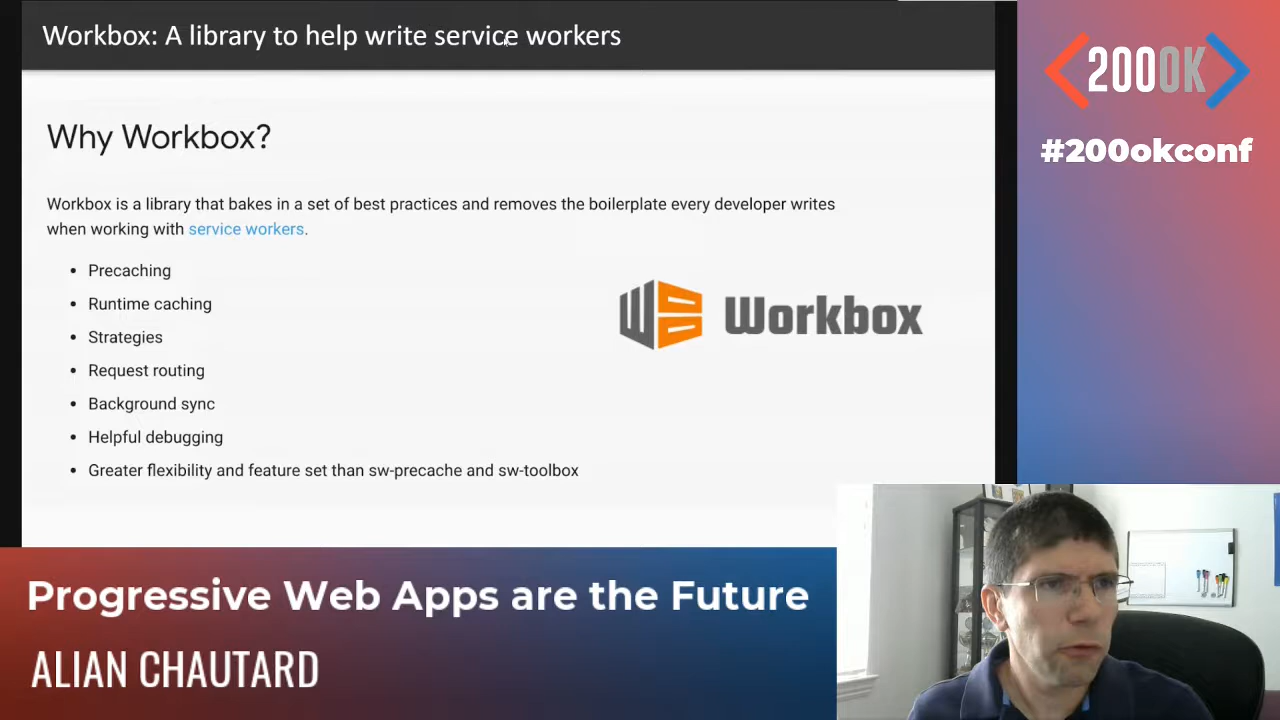 Workbox: A library to help write service workers
Why Workbox?
Workbox is a library that bakes in a set of best practices and removes the boilerplate every developer writes
when working with service workers.
• Precaching
• Runtime caching
• Strategies
• Request routing
• Background sync
• Helpful debugging
• Greater flexibility and feature set than sw-precache and sw-toolbox
Workbox
<200OK>
#200okconf
Progressive Web Apps are the Future
ALIAN CHAUTARD